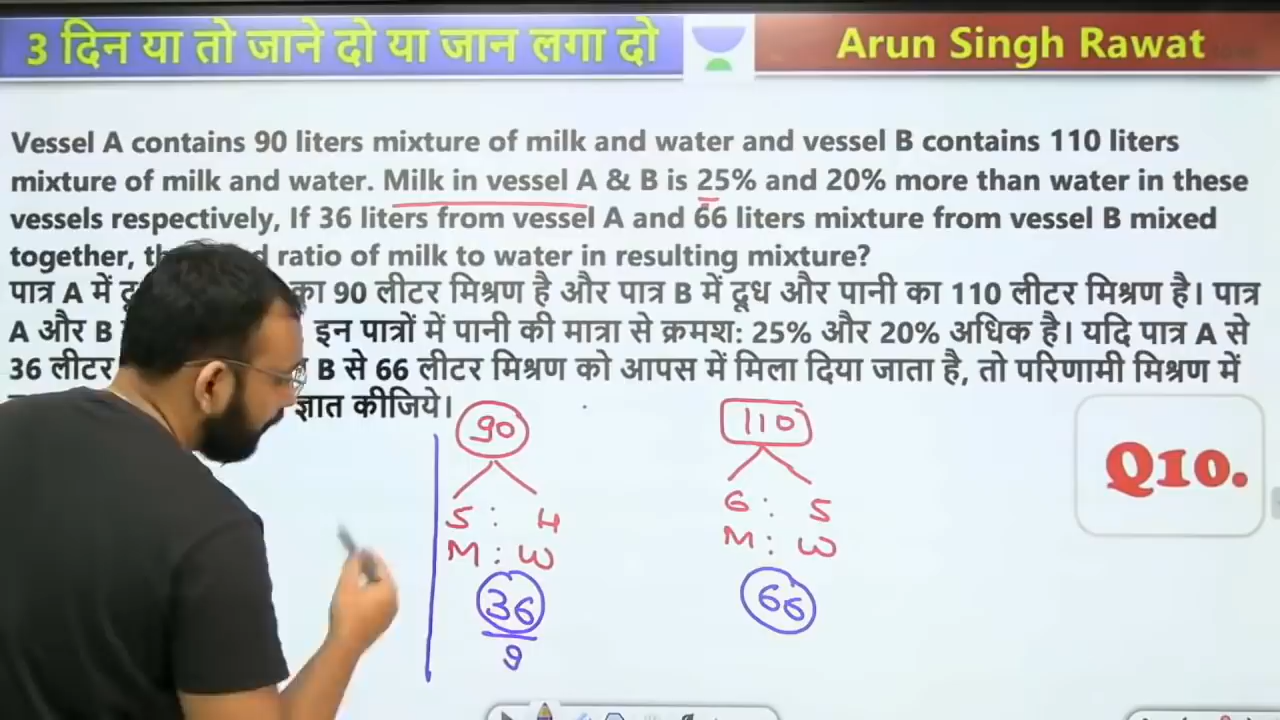 3 दिन या तो जाने दो या जान लगा दो
Arun Singh Rawat
Vessel A contains 90 liters mixture of milk and water and vessel B contains 110 liters
mixture of milk and water. Milk in vessel A & B is 25% and 20% more than water in these
vessels respectively, If 36 liters from vessel A and 66 liters mixture from vessel B mixed
together, ratio of milk to water in resulting mixture?
पात्र A में का 90 लीटर मिश्रण है और पात्र B में दूध और पानी का 110 लीटर मिश्रण है। पात्र
A और B इन पात्रों में पानी की मात्रा से क्रमश: 25% और 20% अधिक है। यदि पात्र A से
36 लीटर B से 66 लीटर मिश्रण को आपस में मिला दिया जाता है, तो परिणामी मिश्रण में
ज्ञात कीजिये।
90 110
Q10.
5 : 4 6 : 5
M : W M : W
36 66
9